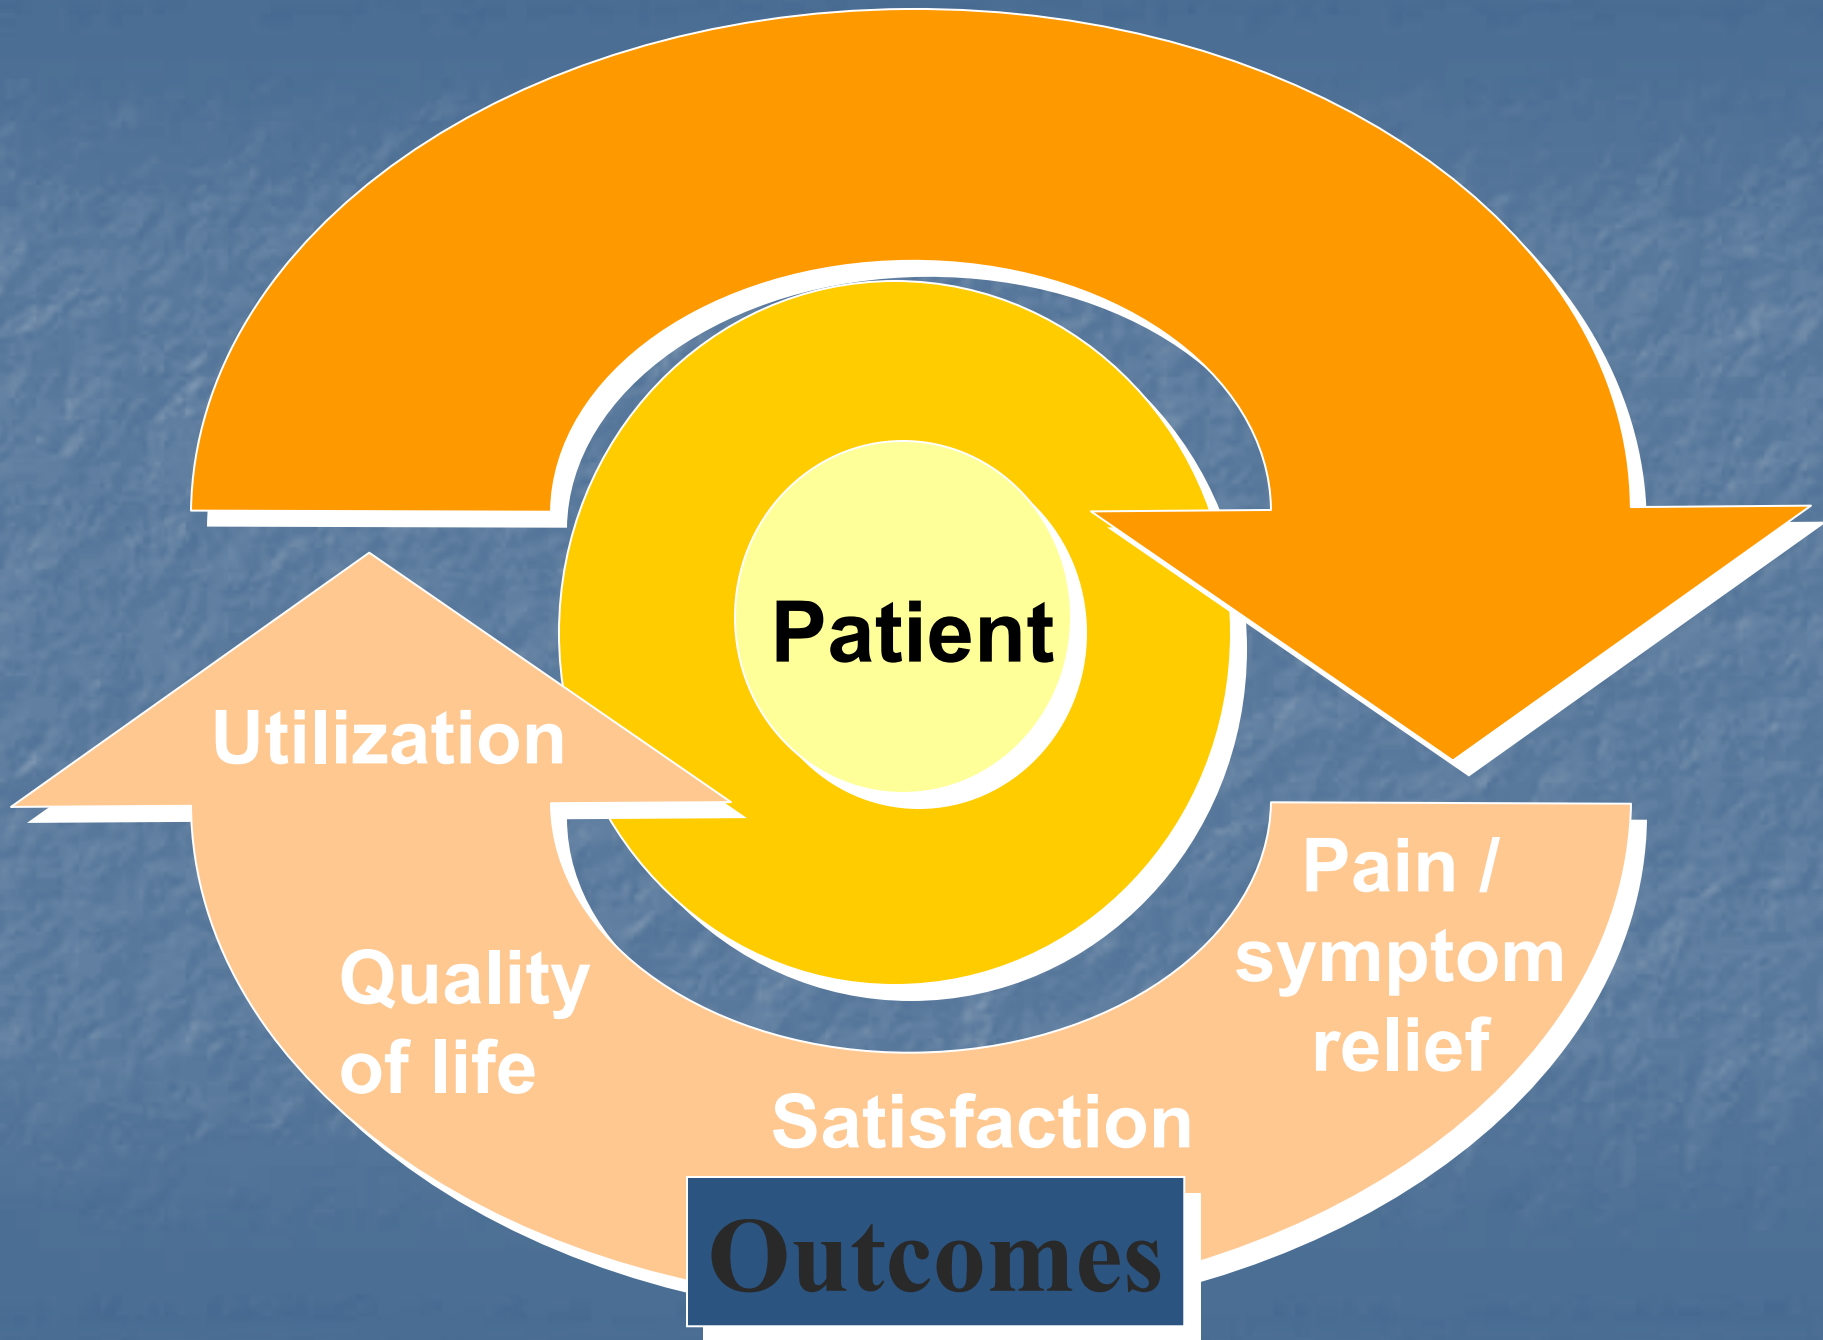 Patient
Utilization
Pain /
symptom
relief
Quality
of life
Satisfaction
Outcomes